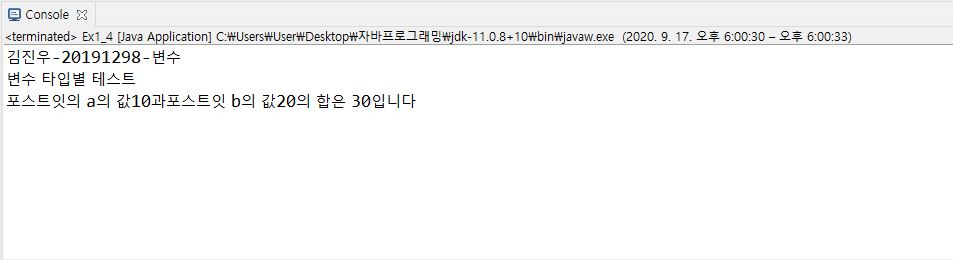 Console
<terminated> Ex1_4 [Java Application] C:￦Users￦User￦Desktop￦자바프로그래밍￦jdk-11.0.8+10￦bin￦javaw.exe (2020. 9. 17. 오후 6:00:30 – 오후 6:00:33)
김진우-20191298-변수
변수 타입별 테스트
포스트잇의 a의 값10과포스트잇 b의 값20의 합은 30입니다